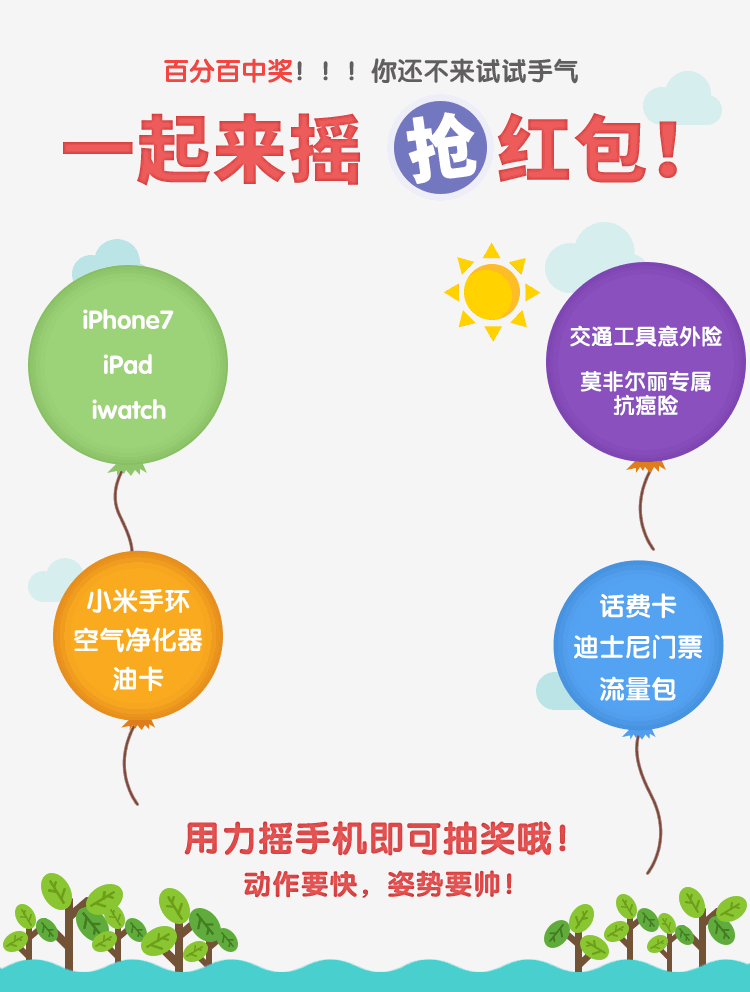 百分百中奖！！！你还不来试试手气
一起来摇 抢 红包！
iPhone7
iPad
iwatch
交通工具意外险
莫非尔丽专属
抗癌险
小米手环
空气净化器
油卡
话费卡
迪士尼门票
流量包
用力摇手机即可抽奖哦！
动作要快，姿势要帅！